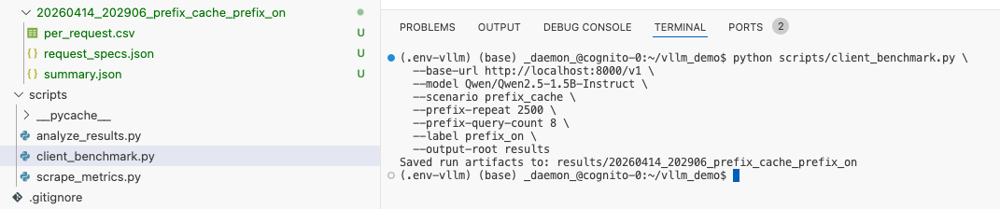 20260414_202906_prefix_cache_prefix_on
per_request.csv U
request_specs.json U
summary.json U
scripts
__pycache__
analyze_results.py
client_benchmark.py
scrape_metrics.py
.gitignore
PROBLEMS OUTPUT DEBUG CONSOLE TERMINAL PORTS 2
(.env-vllm) (base) _daemon_@cognito-0:~/vllm_demo$ python scripts/client_benchmark.py \
--base-url http://localhost:8000/v1 \
--model Qwen/Qwen2.5-1.5B-Instruct \
--scenario prefix_cache \
--prefix-repeat 2500 \
--prefix-query-count 8 \
--label prefix_on \
--output-root results
Saved run artifacts to: results/20260414_202906_prefix_cache_prefix_on
(.env-vllm) (base) _daemon_@cognito-0:~/vllm_demo$